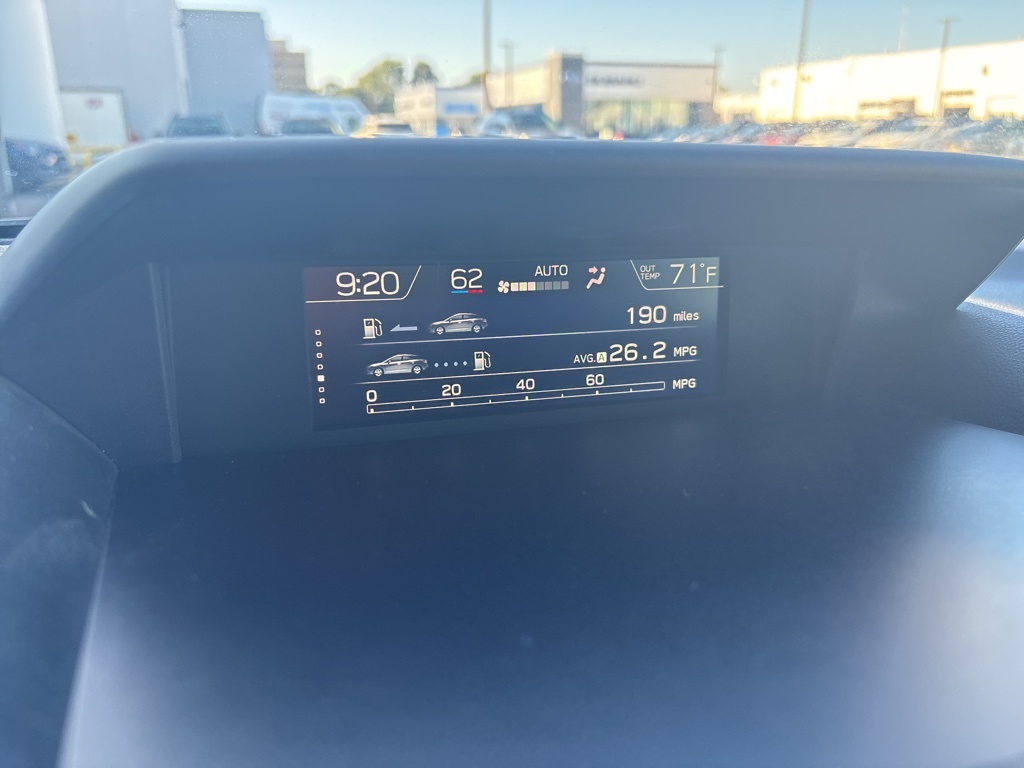 9:20 62 AUTO OUT TEMP 71°F
190 miles
AVG. A 26.2 MPG
0 20 40 60 MPG